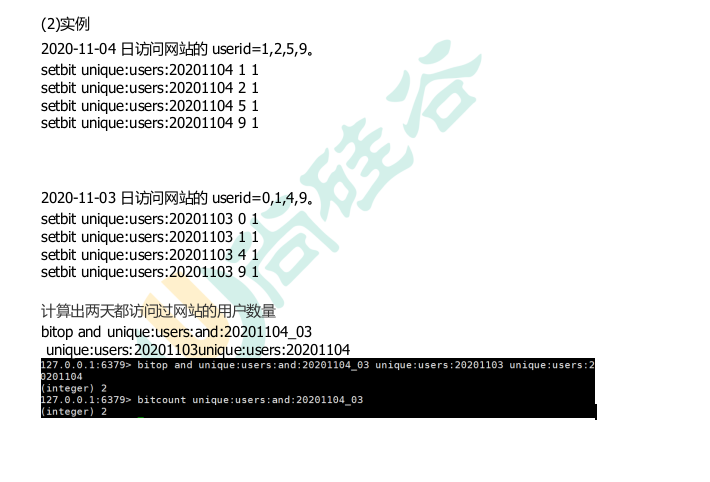 (2)实例
2020-11-04 日访问网站的 userid=1,2,5,9。
setbit unique:users:20201104 1 1
setbit unique:users:20201104 2 1
setbit unique:users:20201104 5 1
setbit unique:users:20201104 9 1
2020-11-03 日访问网站的 userid=0,1,4,9。
setbit unique:users:20201103 0 1
setbit unique:users:20201103 1 1
setbit unique:users:20201103 4 1
setbit unique:users:20201103 9 1
计算出两天都访问过网站的用户数量
bitop and unique:users:and:20201104_03
unique:users:20201103unique:users:20201104
127.0.0.1:6379> bitop and unique:users:and:20201104_03 unique:users:20201103 unique:users:2
0201104
(integer) 2
127.0.0.1:6379> bitcount unique:users:and:20201104_03
(integer) 2
尚硅谷